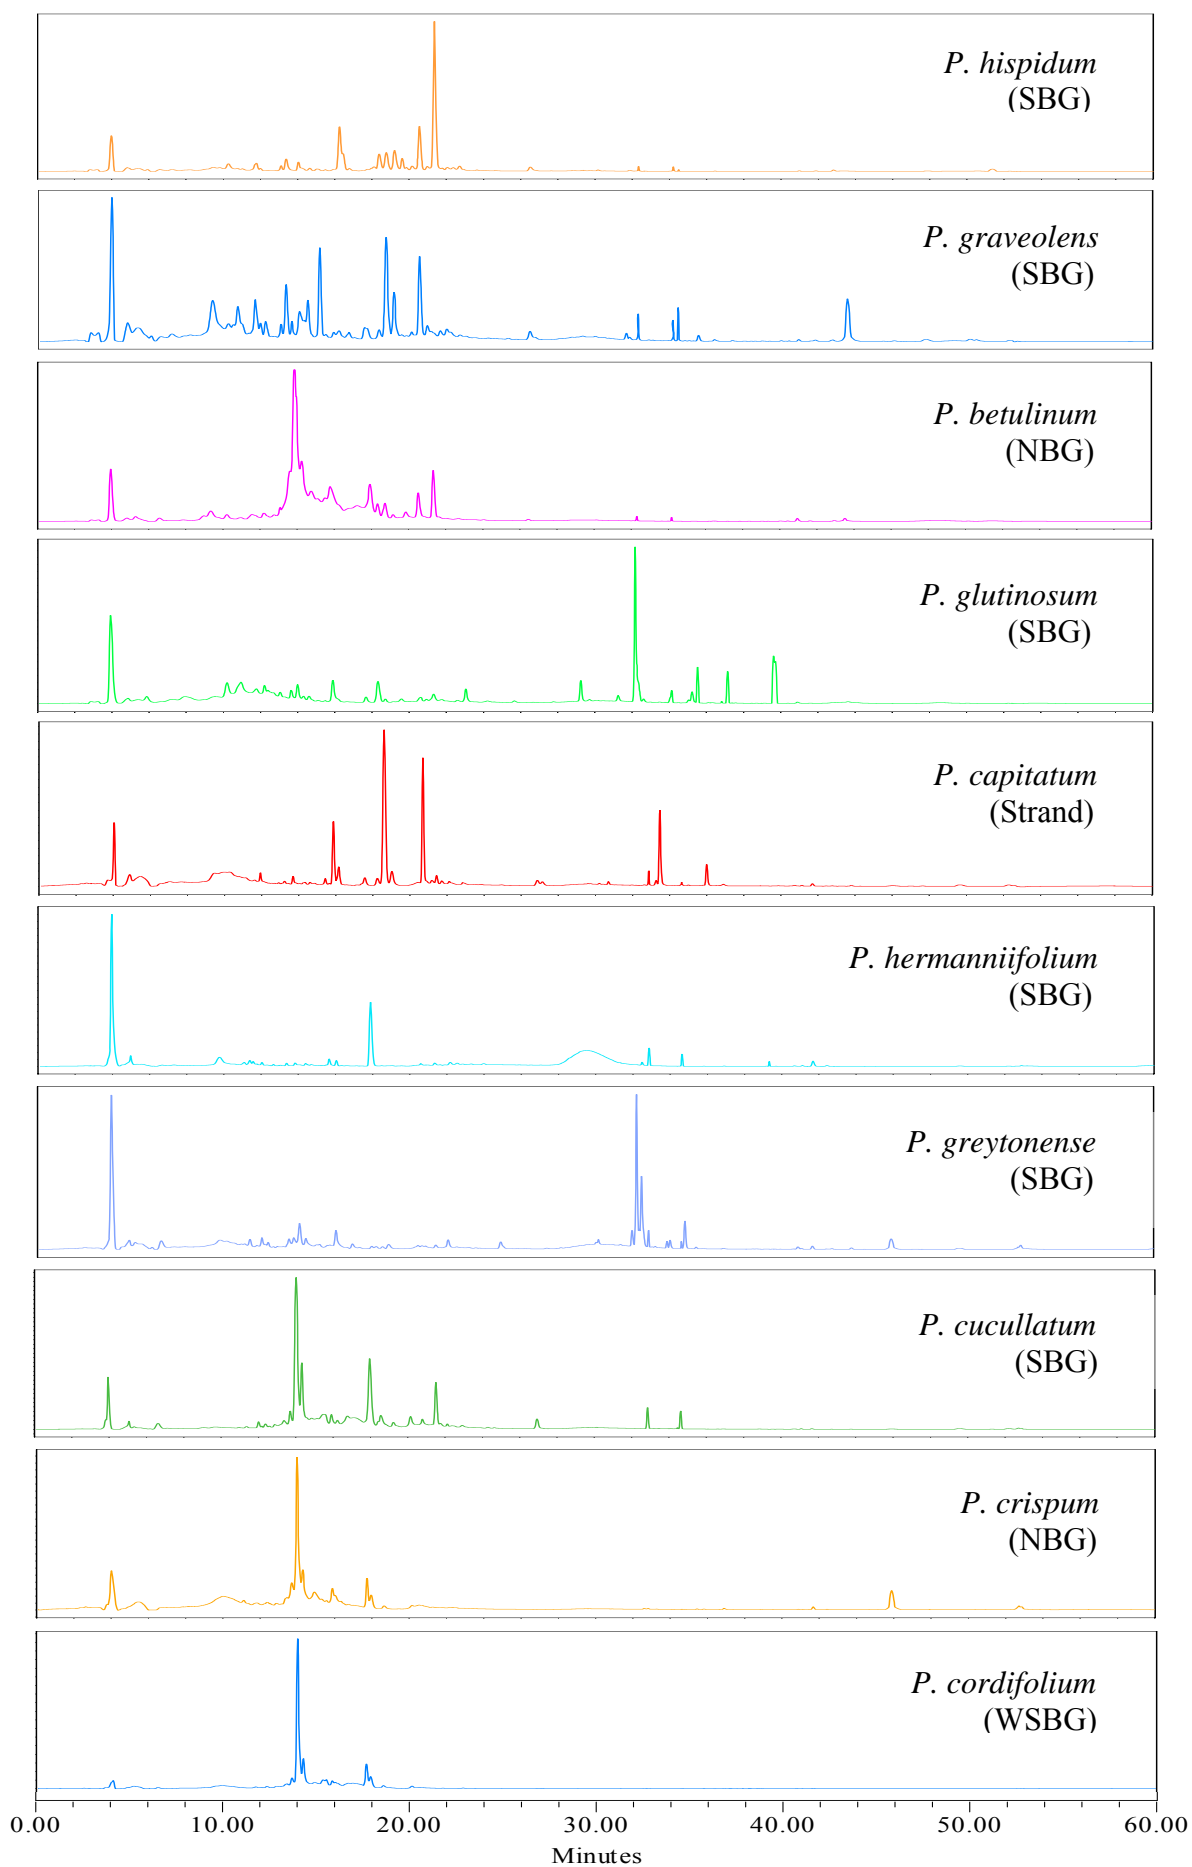 P. hispidum
(SBG)
P. graveolens
(SBG)
P. betulinum
(NBG)
P. glutinosum
(SBG)
P. capitatum
(Strand)
P. hermanniifolium
(SBG)
P. greytonense
(SBG)
P. cucullatum
(SBG)
P. crispum
(NBG)
P. cordifolium
(WSBG)
0.00 10.00 20.00 30.00 40.00 50.00 60.00
Minutes